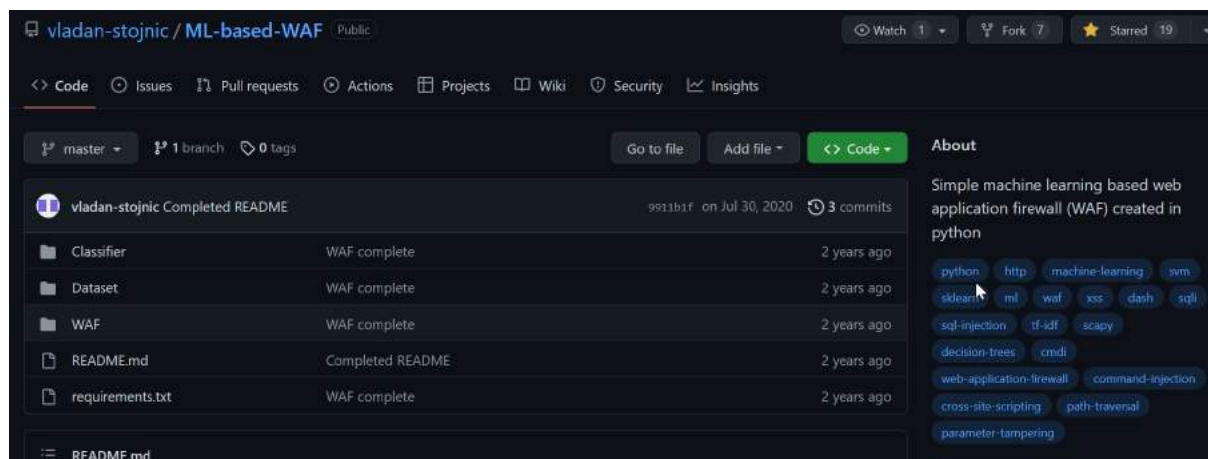 vladan-stojnic / ML-based-WAF Public
Watch 1
Fork 7
Starred 19
<> Code
Issues
Pull requests
Actions
Projects
Wiki
Security
Insights
master
1 branch
0 tags
Go to file
Add file
<> Code
vladan-stojnic Completed README
9911b1f on Jul 30, 2020
3 commits
Classifier WAF complete 2 years ago
Dataset WAF complete 2 years ago
WAF WAF complete 2 years ago
README.md Completed README 2 years ago
requirements.txt WAF complete 2 years ago
README.md
About
Simple machine learning based web
application firewall (WAF) created in
python
python http machine-learning svm
sklearn ml waf xss dash sqli
sql-injection tf-idf scapy
decision-trees cmdi
web-application-firewall command-injection
cross-site-scripting path-traversal
parameter-tampering